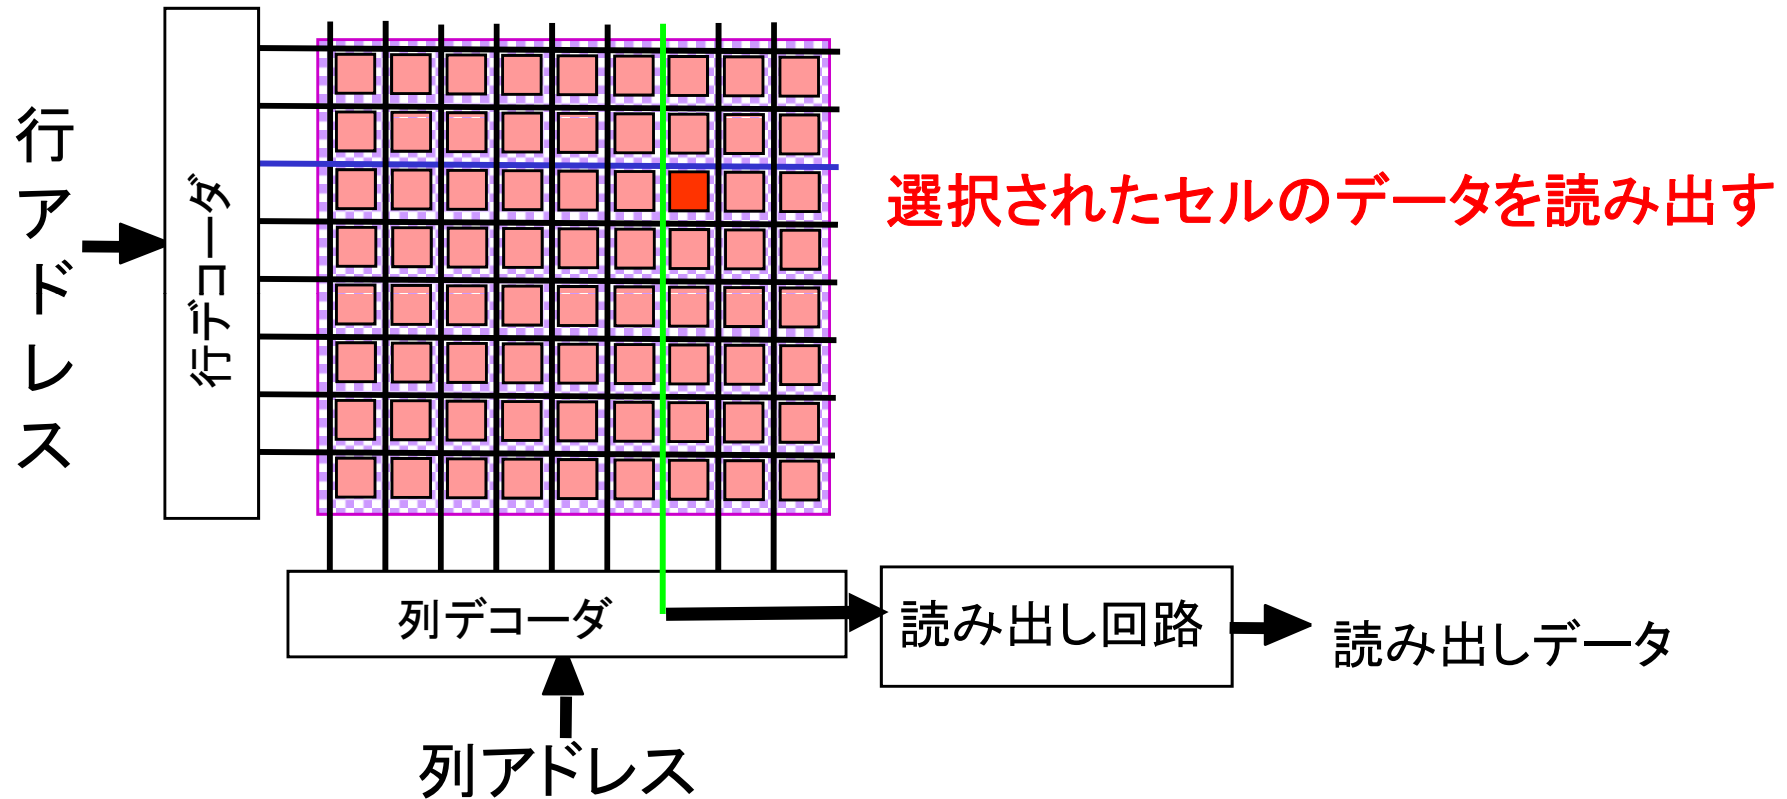 行アドレス
行デコーダ
選択されたセルのデータを読み出す
列デコーダ
読み出し回路
読み出しデータ
列アドレス